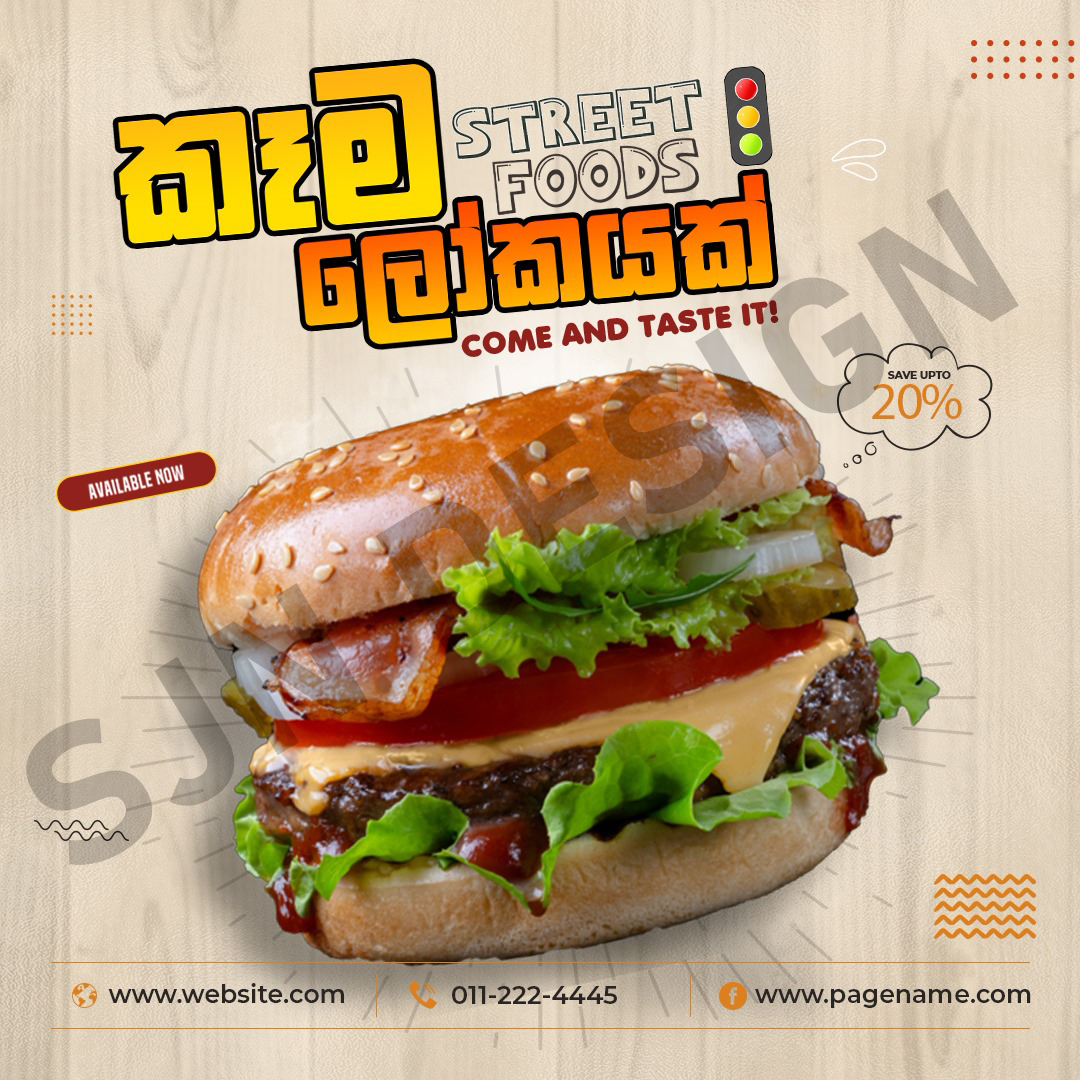 කෑම
STREET
FOODS
ලෝකයක්
COME AND TASTE IT!
SAVE UPTO
20%
AVAILABLE NOW
SJN DESIGN
www.website.com
011-222-4445
www.pagename.com